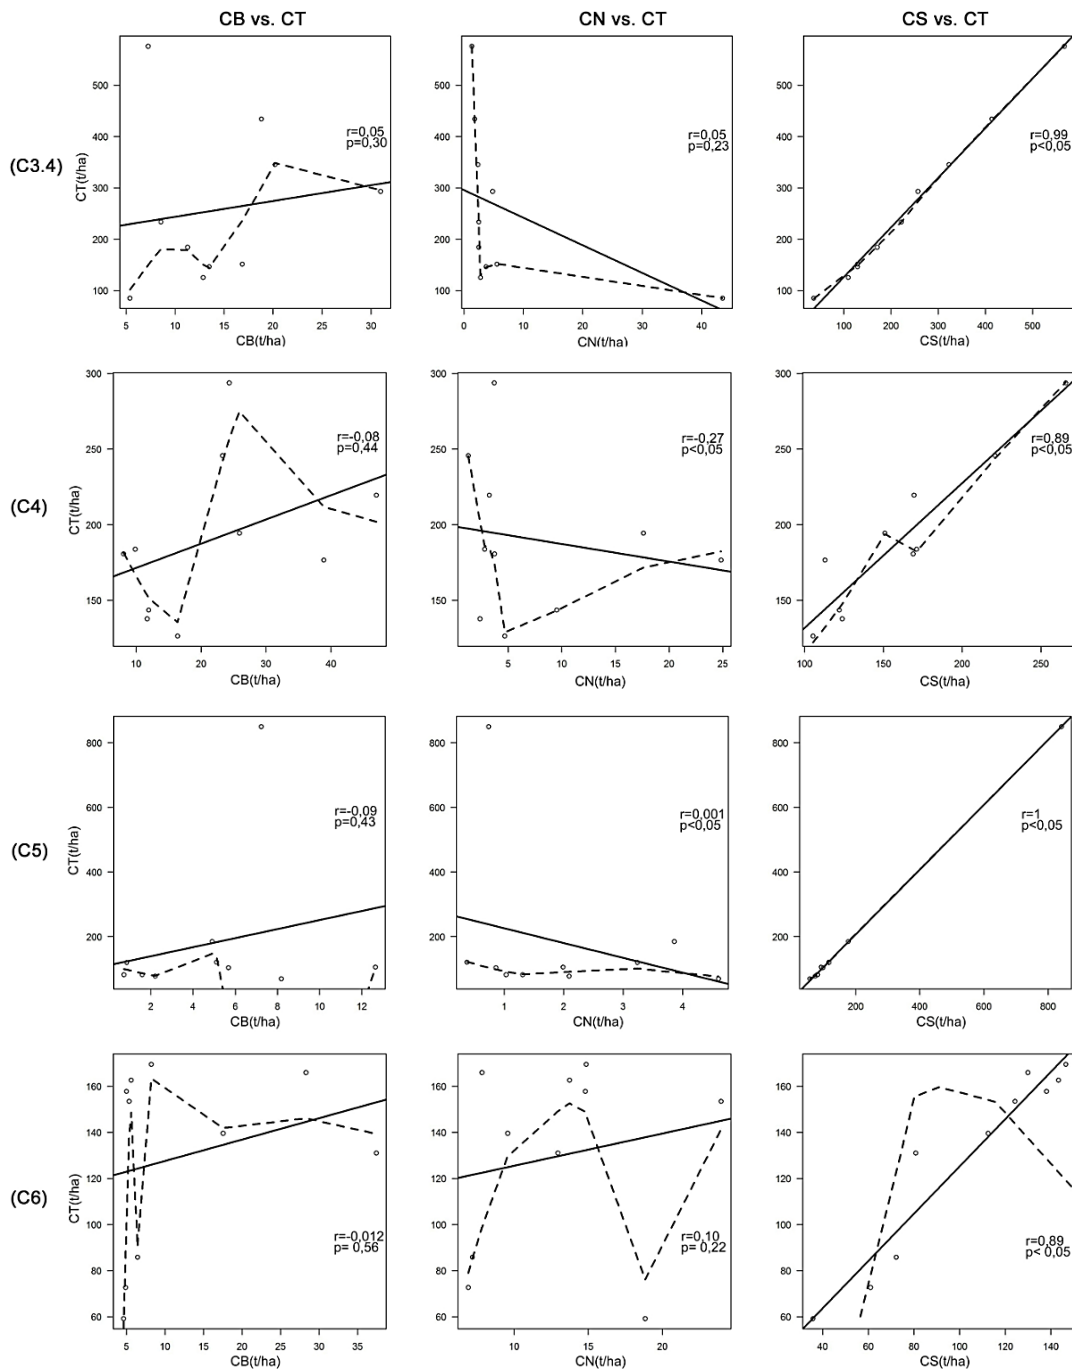 CB vs. CT CN vs. CT CS vs. CT
(C3.4)
CT(t/ha)
500
400
300
200
100
r=0,05
p=0,30
5 10 15 20 25 30
CB(t/ha)
500
400
300
200
100
r=0,05
p=0,23
0 10 20 30 40
CN(t/ha)
500
400
300
200
100
r=0,99
p<0,05
100 200 300 400 500
CS(t/ha)
(C4)
CT(t/ha)
300
250
200
150
r=-0,08
p=0,44
10 20 30 40
CB(t/ha)
300
250
200
150
r=-0,27
p<0,05
5 10 15 20 25
CN(t/ha)
300
250
200
150
r=0,89
p<0,05
100 150 200 250
CS(t/ha)
(C5)
CT(t/ha)
800
600
400
200
r=-0,09
p=0,43
2 4 6 8 10 12
CB(t/ha)
800
600
400
200
r=0,001
p<0,05
1 2 3 4
CN(t/ha)
800
600
400
200
r=1
p<0,05
200 400 600 800
CS(t/ha)
(C6)
CT(t/ha)
160
140
120
100
80
60
r=-0,012
p= 0,56
5 10 15 20 25 30 35
CB(t/ha)
160
140
120
100
80
60
r=0,10
p= 0,22
10 15 20
CN(t/ha)
160
140
120
100
80
60
r=0,89
p< 0,05
40 60 80 100 120 140
CS(t/ha)